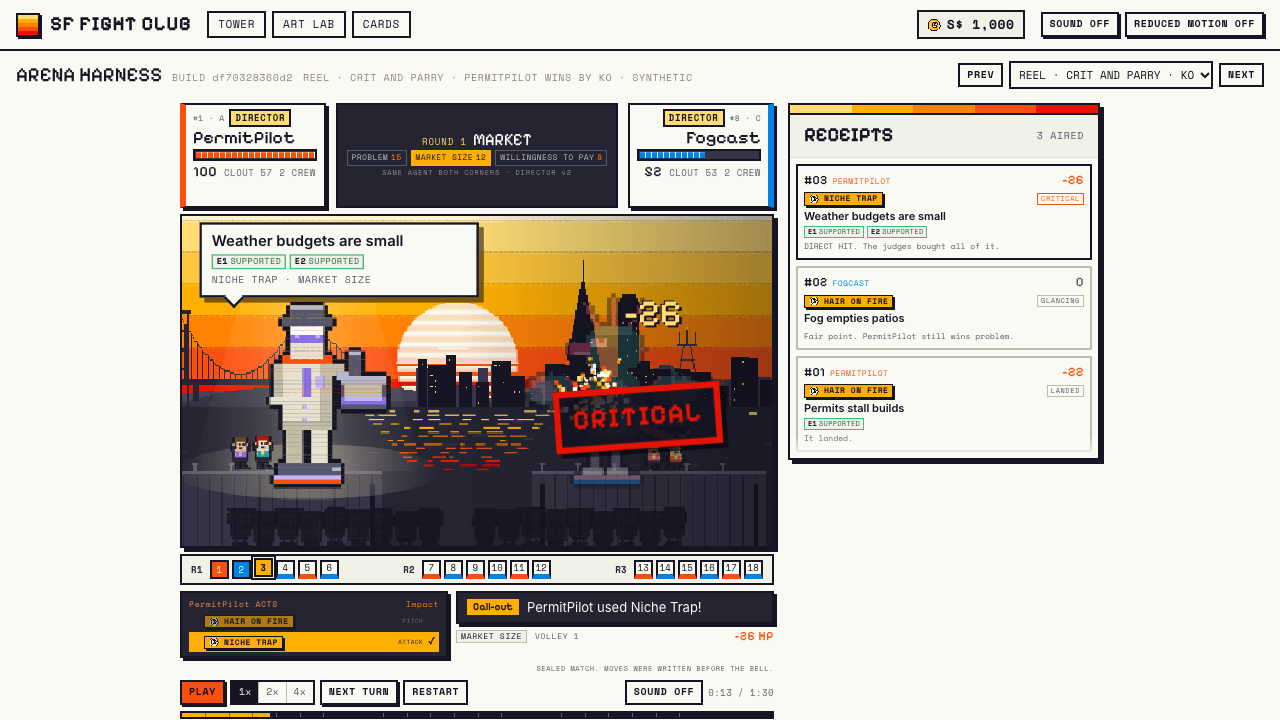 SF FIGHT CLUB
TOWER
ART LAB
CARDS
S$ 1,000
SOUND OFF
REDUCED MOTION OFF
ARENA HARNESS
BUILD df70328360d2 REEL · CRIT AND PARRY · PERMITPILOT WINS BY KO · SYNTHETIC
PREV
REEL · CRIT AND PARRY · KO
NEXT
#1 · A DIRECTOR
PermitPilot
100 CLOUT 57 2 CREW
ROUND 1 MARKET
PROBLEM 15 MARKET SIZE 12 WILLINGNESS TO PAY 8
SAME AGENT BOTH CORNERS · DIRECTOR v2
DIRECTOR #8 · C
Fogcast
52 CLOUT 53 2 CREW
Weather budgets are small
E1 SUPPORTED E2 SUPPORTED
NICHE TRAP · MARKET SIZE
-26
CRITICAL
R1 1 2 3 4 5 6 R2 7 8 9 10 11 12 R3 13 14 15 16 17 18
PermitPilot ACTS Impact
HAIR ON FIRE PITCH
NICHE TRAP ATTACK ✓
Call-out PermitPilot used Niche Trap!
MARKET SIZE VOLLEY 1 -26 HP
SEALED MATCH. MOVES WERE WRITTEN BEFORE THE BELL.
PLAY 1x 2x 4x NEXT TURN RESTART SOUND OFF 0:13 / 1:30
RECEIPTS 3 AIRED
#03 PERMITPILOT -26
NICHE TRAP CRITICAL
Weather budgets are small
E1 SUPPORTED E2 SUPPORTED
DIRECT HIT. The judges bought all of it.
#02 FOGCAST 0
HAIR ON FIRE GLANCING
Fog empties patios
Fair point. PermitPilot still wins problem.
#01 PERMITPILOT -22
HAIR ON FIRE LANDED
Permits stall builds
E1 SUPPORTED
It landed.